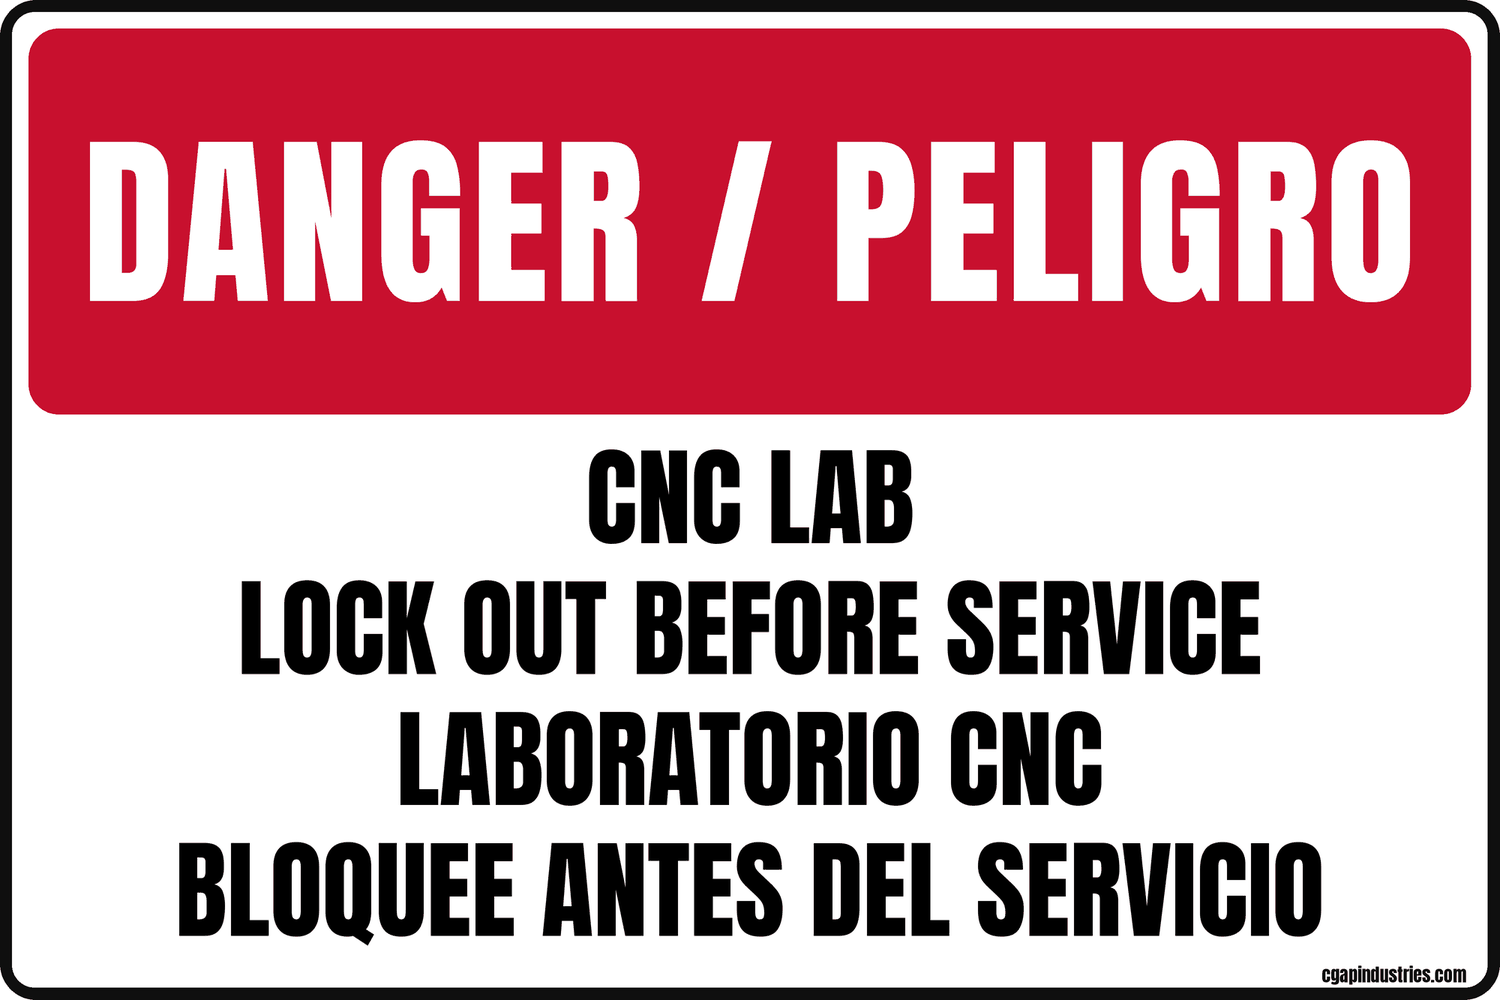 DANGER / PELIGRO
CNC LAB
LOCK OUT BEFORE SERVICE
LABORATORIO CNC
BLOQUEE ANTES DEL SERVICIO
cgapindustries.com